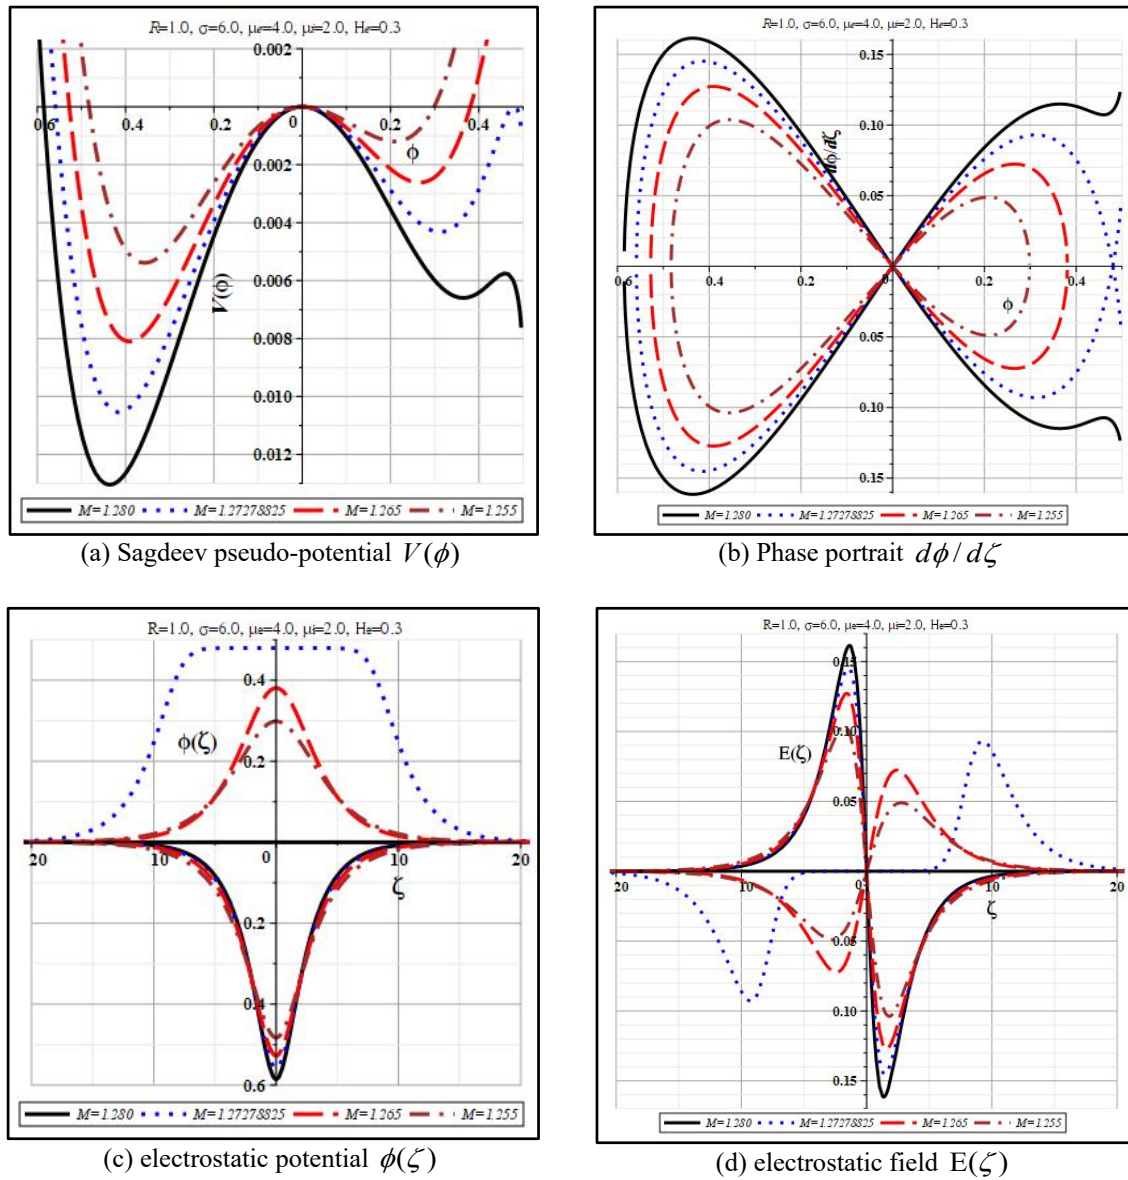 R=1.0, σ=6.0, μe=4.0, μi=2.0, He=0.3
0.002
0.6 0.4 0.2 0 0.2 0.4
0.002
ϕ
0.004
0.006
V(ϕ)
0.008
0.010
0.012
M=1.280 M=1.27278825 M=1.265 M=1.255
(a) Sagdeev pseudo-potential V(ϕ)
R=1.0, σ=6.0, μe=4.0, μi=2.0, He=0.3
0.15
0.10
dϕ/dζ
0.05
0.6 0.4 0.2 0 0.2 0.4
ϕ
0.05
0.10
0.15
M=1.280 M=1.27278825 M=1.265 M=1.255
(b) Phase portrait dϕ/dζ
R=1.0, σ=6.0, μe=4.0, μi=2.0, He=0.3
0.4
ϕ(ζ)
0.2
20 10 0 10 20
ζ
0.2
0.4
0.6
M=1.280 M=1.27278825 M=1.265 M=1.255
(c) electrostatic potential ϕ(ζ)
R=1.0, σ=6.0, μe=4.0, μi=2.0, He=0.3
0.15
0.10
E(ζ)
0.05
20 10 0 10 20
ζ
0.05
0.10
0.15
M=1.280 M=1.27278825 M=1.265 M=1.255
(d) electrostatic field E(ζ)